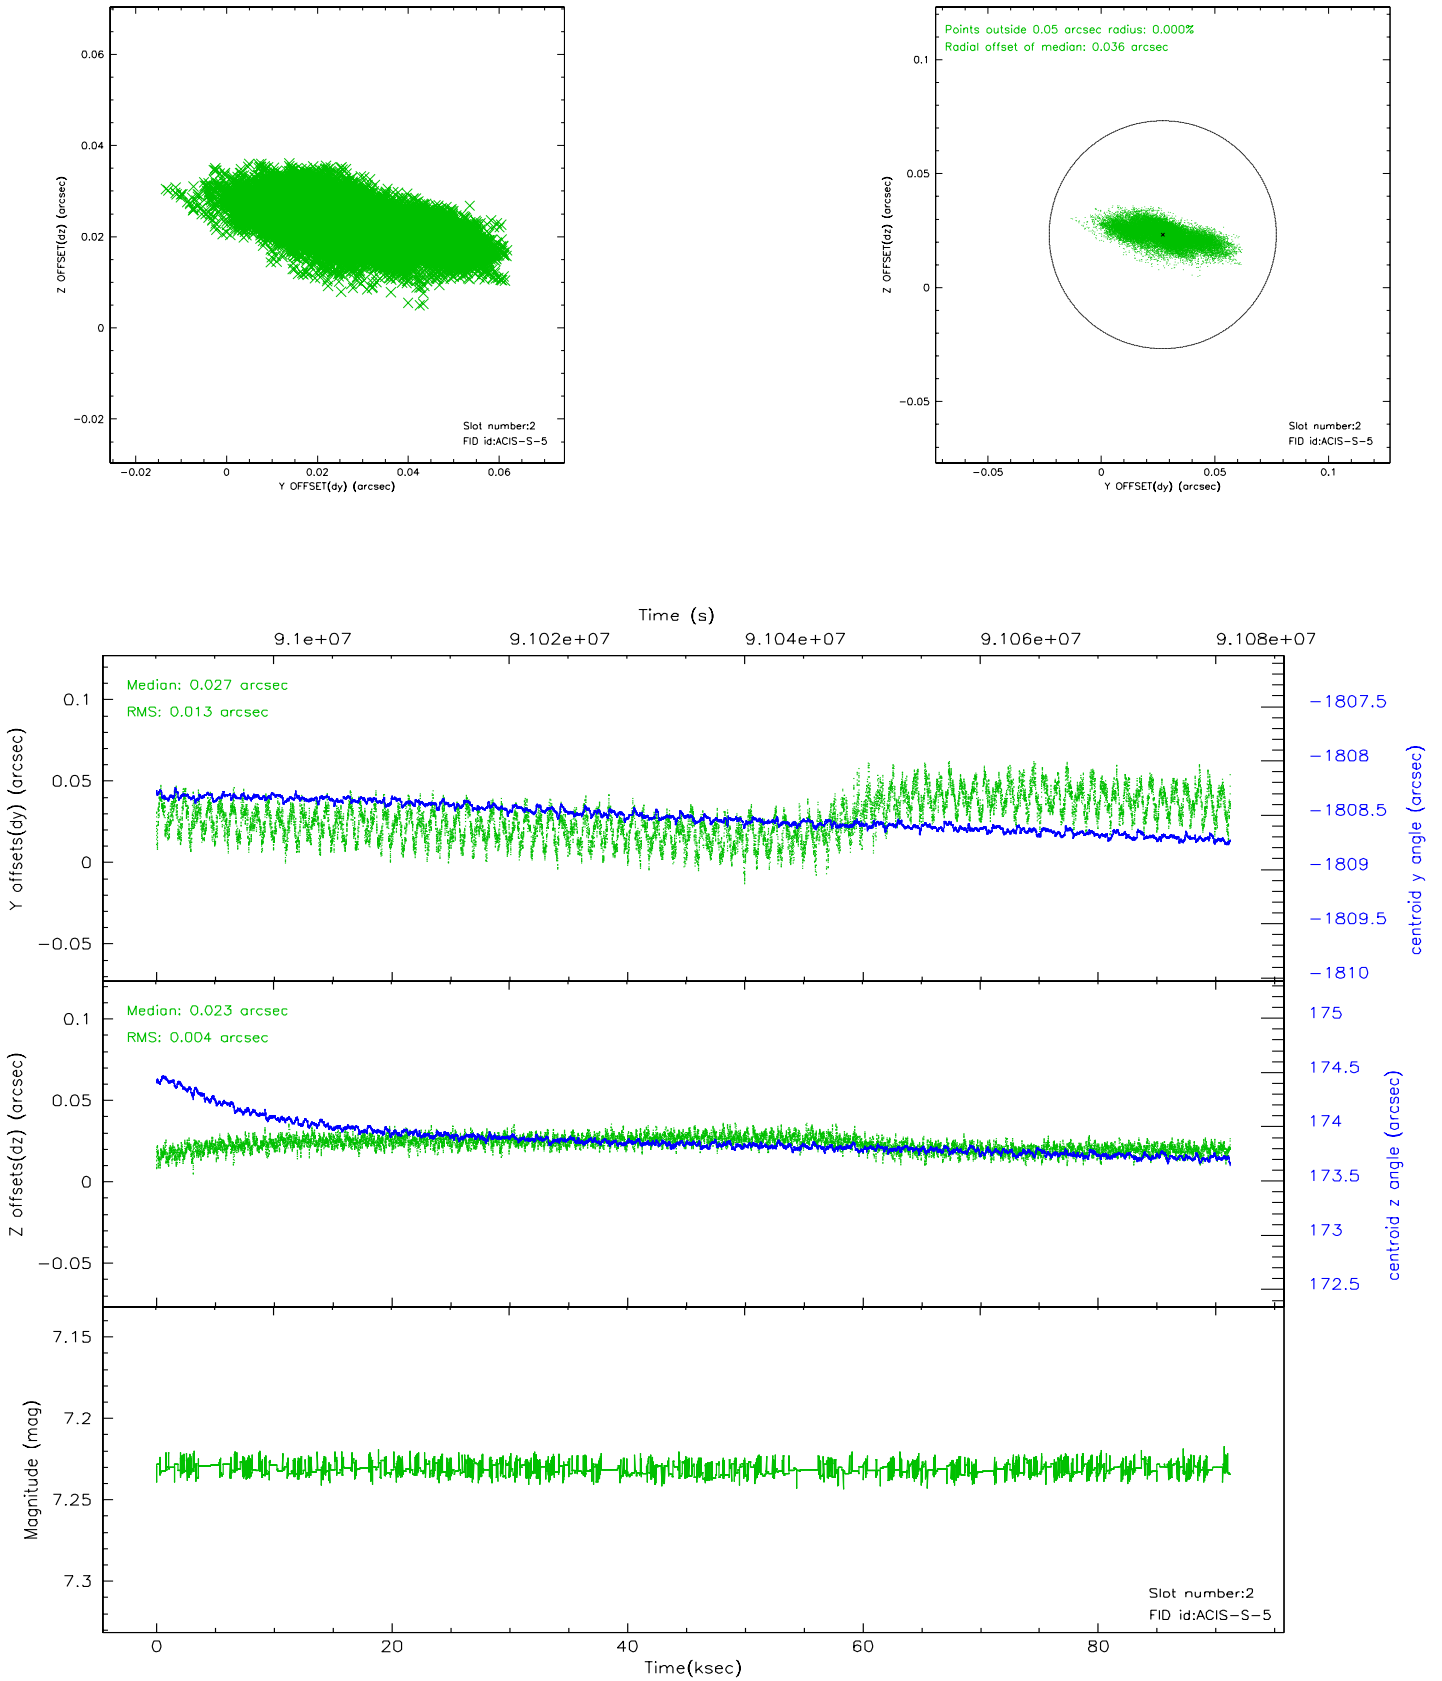 0.06
0.04
0.02
0
−0.02
−0.02
0
0.02
0.04
0.06
Z OFFSET(dz) (arcsec)
Y OFFSET(dy) (arcsec)
Slot number:2
FID id:ACIS−S−5
Points outside 0.05 arcsec radius: 0.000%
Radial offset of median: 0.036 arcsec
0.1
0.05
0
−0.05
−0.05
0
0.05
0.1
Z OFFSET(dz) (arcsec)
Y OFFSET(dy) (arcsec)
Slot number:2
FID id:ACIS−S−5
Time (s)
9.1e+07
9.102e+07
9.104e+07
9.106e+07
9.108e+07
Median: 0.027 arcsec
RMS: 0.013 arcsec
0.1
0.05
0
−0.05
Y offsets(dy) (arcsec)
−1807.5
−1808
−1808.5
−1809
−1809.5
−1810
centroid y angle (arcsec)
Median: 0.023 arcsec
RMS: 0.004 arcsec
0.1
0.05
0
−0.05
Z offsets(dz) (arcsec)
175
174.5
174
173.5
173
172.5
centroid z angle (arcsec)
7.15
7.2
7.25
7.3
Magnitude (mag)
Slot number:2
FID id:ACIS−S−5
0
20
40
60
80
Time(ksec)